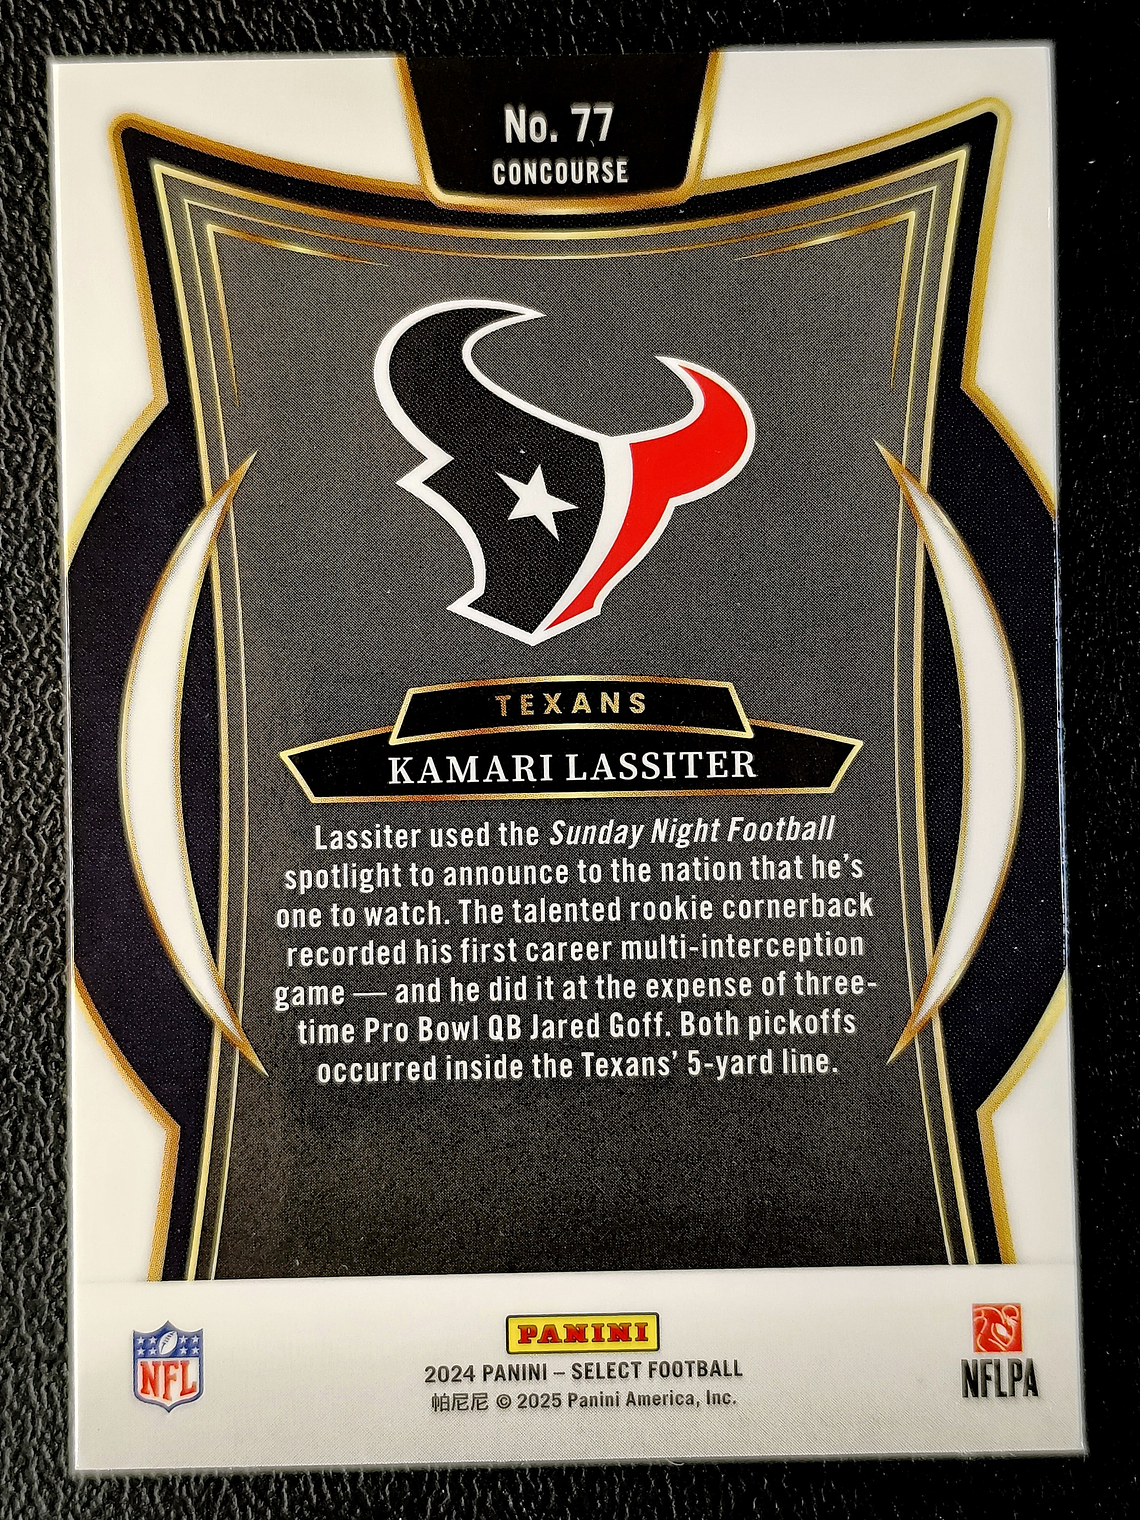 No. 77
CONCOURSE
TEXANS
KAMARI LASSITER
Lassiter used the Sunday Night Football
spotlight to announce to the nation that he's
one to watch. The talented rookie cornerback
recorded his first career multi-interception
game — and he did it at the expense of three-
time Pro Bowl QB Jared Goff. Both pickoffs
occurred inside the Texans' 5-yard line.
NFL
PANINI
2024 PANINI – SELECT FOOTBALL
帕尼尼 © 2025 Panini America, Inc.
NFLPA